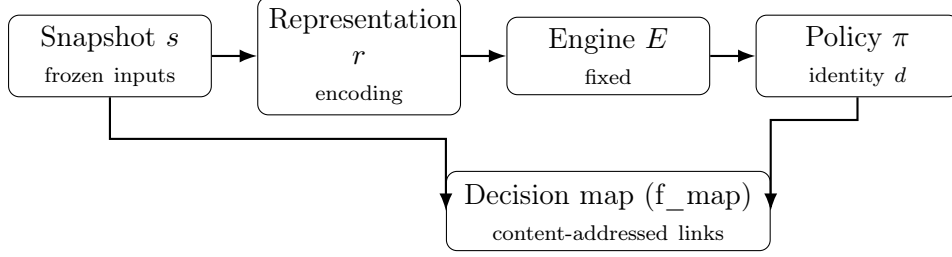 Snapshot s
frozen inputs
Representation
r
encoding
Engine E
fixed
Policy π
identity d
Decision map (f_map)
content-addressed links